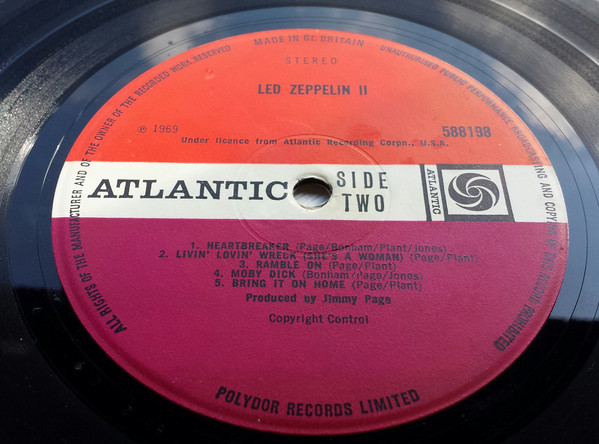 ALL RIGHTS OF THE MANUFACTURER AND OF THE OWNER OF THE RECORDED WORK RESERVED
MADE IN GT. BRITAIN
UNAUTHORISED PUBLIC PERFORMANCE BROADCASTING AND COPYING OF THIS RECORD PROHIBITED
STEREO
LED ZEPPELIN II
℗ 1969
588198
Under licence from Atlantic Recording Corpn., U.S.A.
ATLANTIC
SIDE
TWO
ATLANTIC
1. HEARTBREAKER (Page/Bonham/Plant/Jones)
2. LIVIN' LOVIN' WRECK (SHE'S A WOMAN) (Page/Plant)
3. RAMBLE ON (Page/Plant)
4. MOBY DICK (Bonham/Page/Jones)
5. BRING IT ON HOME (Page/Plant)
Produced by Jimmy Page
Copyright Control
POLYDOR RECORDS LIMITED